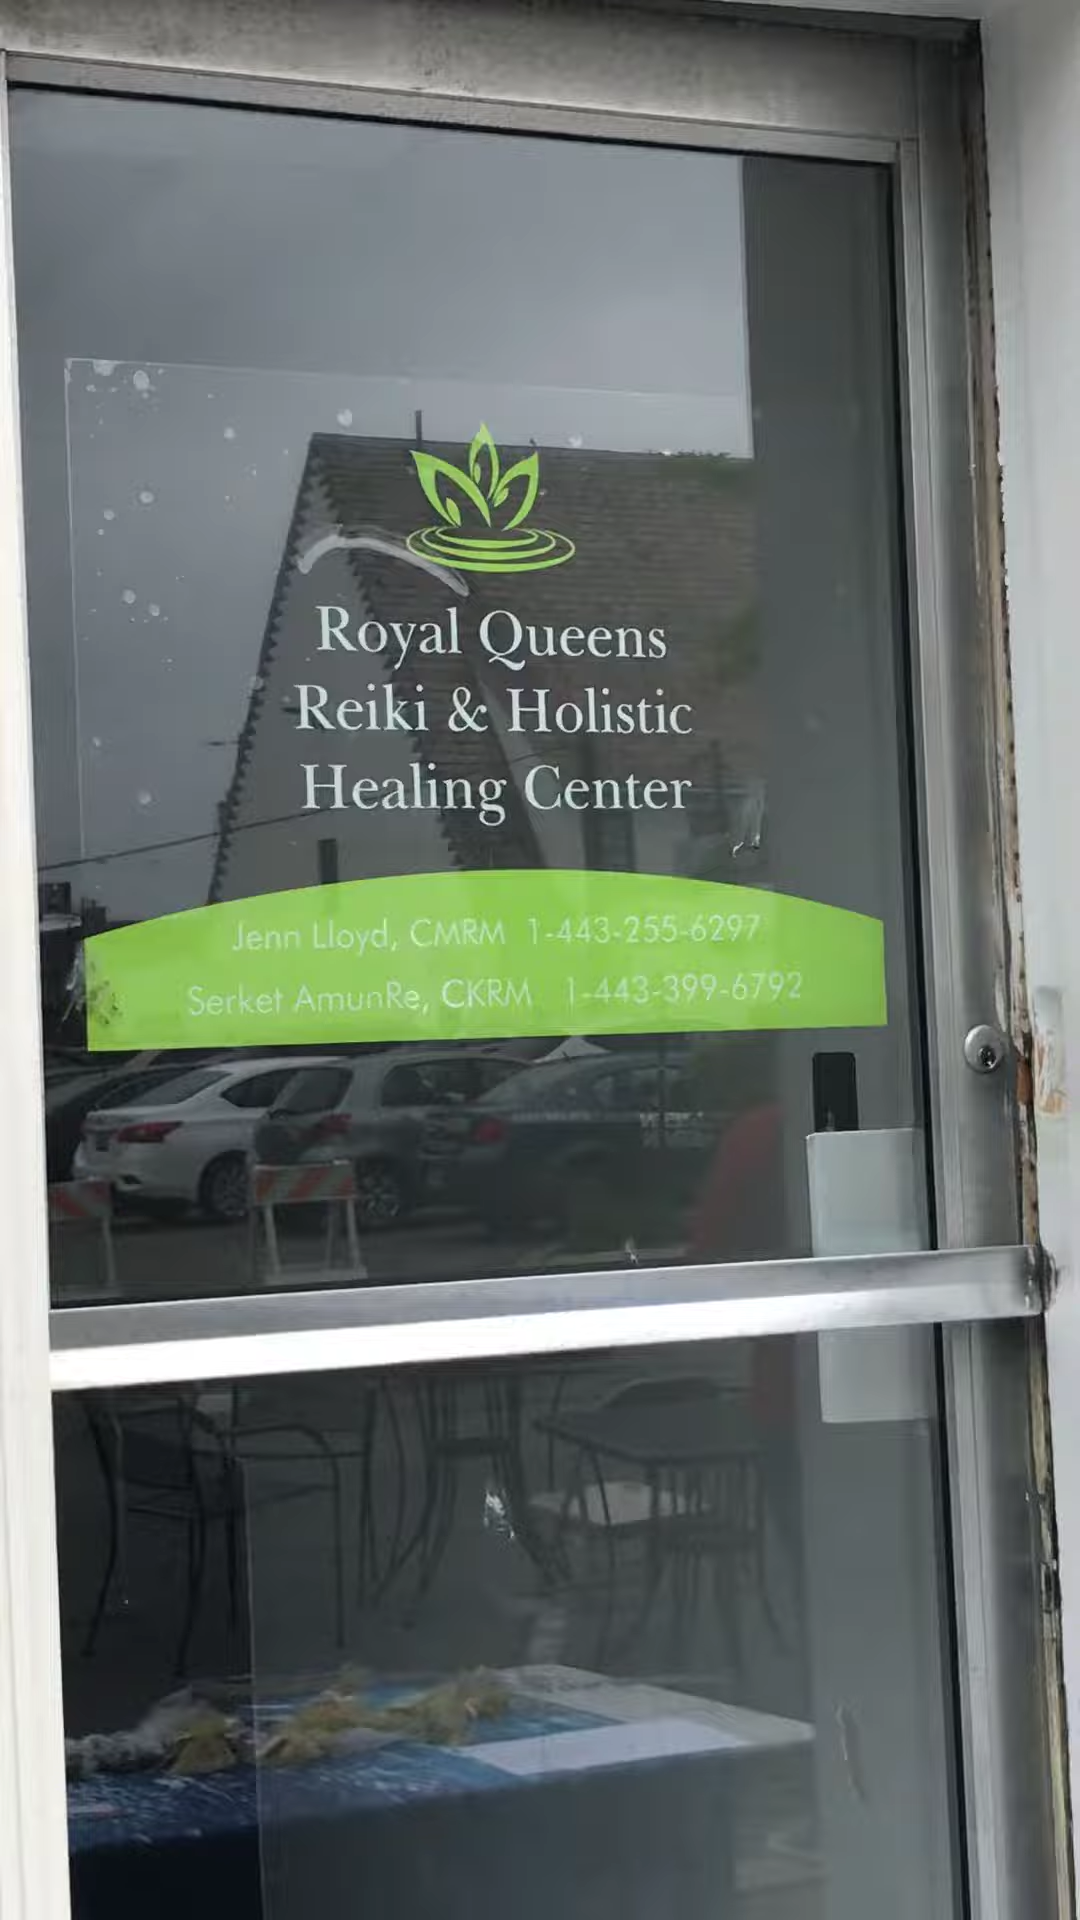 Royal Queens
Reiki & Holistic
Healing Center
Jenn Lloyd, CMRM 1-443-255-6297
Serket AmunRe, CKRM 1-443-399-6792